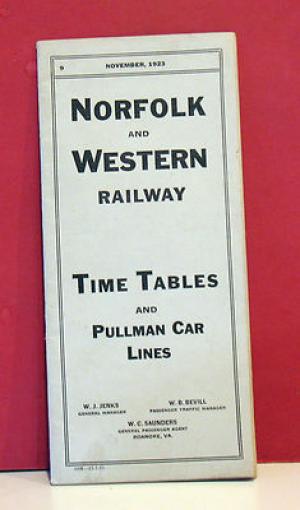 9 NOVEMBER, 1923
NORFOLK
AND
WESTERN
RAILWAY
TIME TABLES
AND
PULLMAN CAR
LINES
W. J. JENKS W. B. BEVILL
GENERAL MANAGER PASSENGER TRAFFIC MANAGER
W. C. SAUNDERS
GENERAL PASSENGER AGENT
ROANOKE, VA.